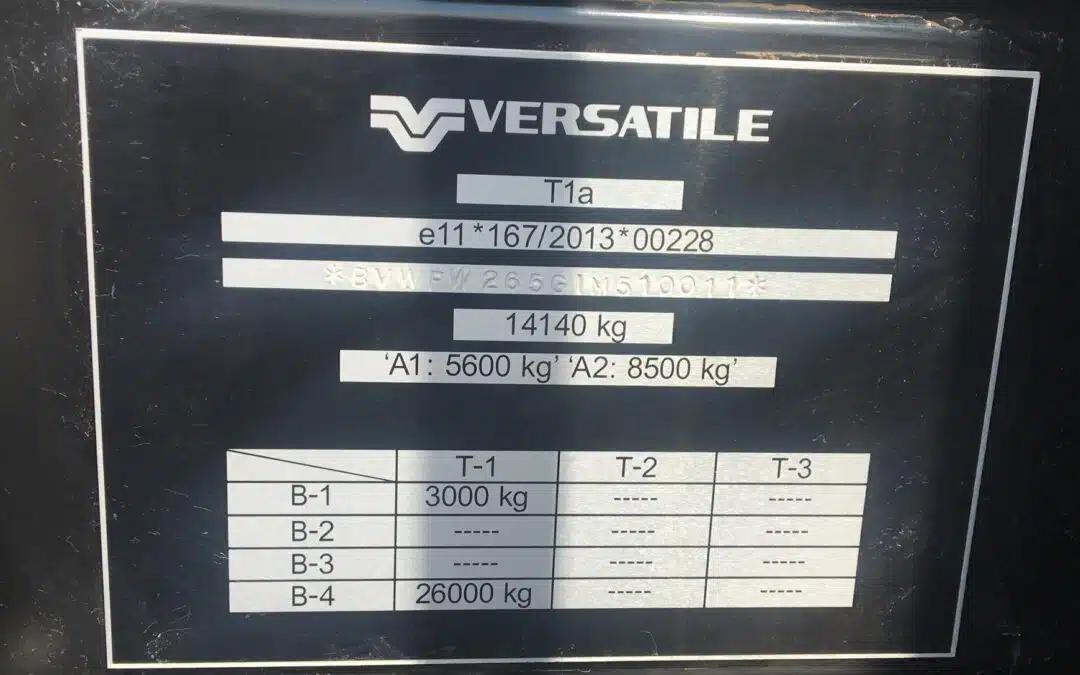 VERSATILE
T1a
e11*167/2013*00228
*BVWPW265G1M510011*
14140 kg
‘A1: 5600 kg’ ‘A2: 8500 kg’
T-1 T-2 T-3
B-1 3000 kg ----- -----
B-2 ----- ----- -----
B-3 ----- ----- -----
B-4 26000 kg ----- -----